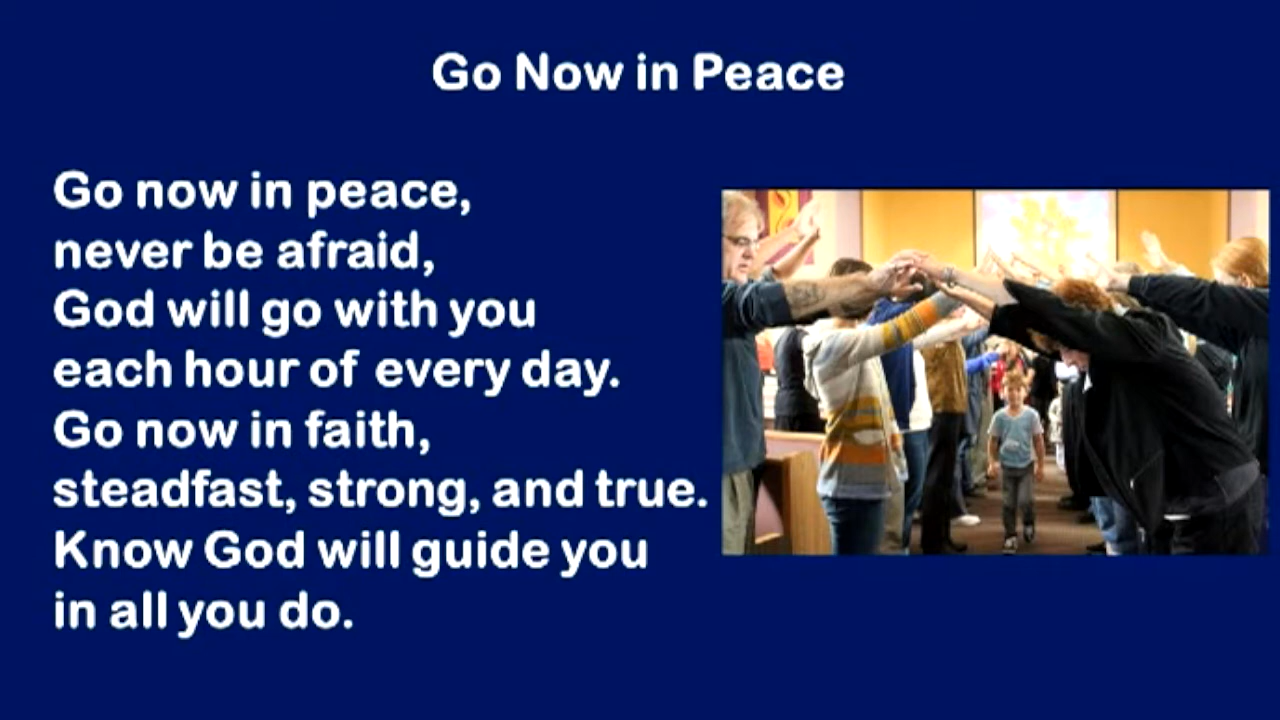 Go Now in Peace
Go now in peace,
never be afraid,
God will go with you
each hour of every day.
Go now in faith,
steadfast, strong, and true.
Know God will guide you
in all you do.